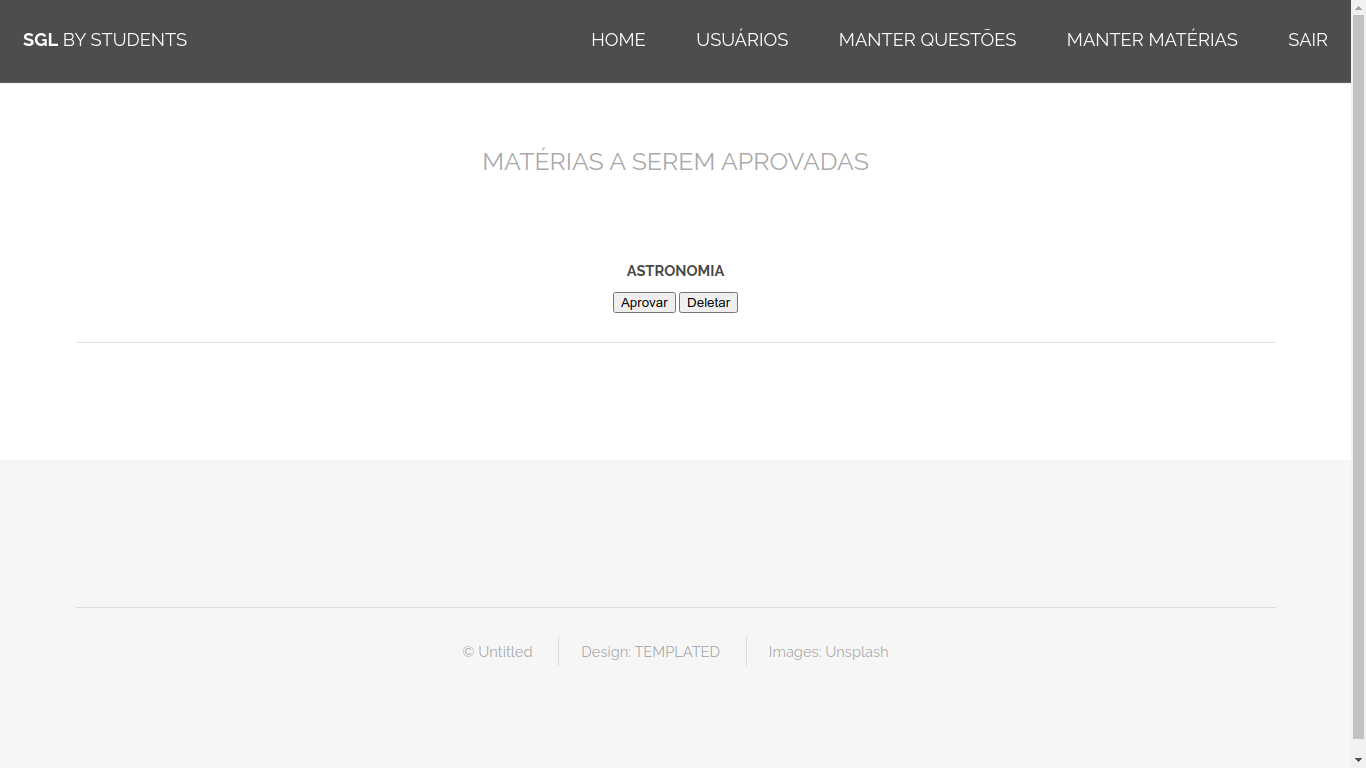 SGL BY STUDENTS HOME USUÁRIOS MANTER QUESTÕES MANTER MATÉRIAS SAIR
MATÉRIAS A SEREM APROVADAS
ASTRONOMIA
Aprovar Deletar
© Untitled Design: TEMPLATED Images: Unsplash